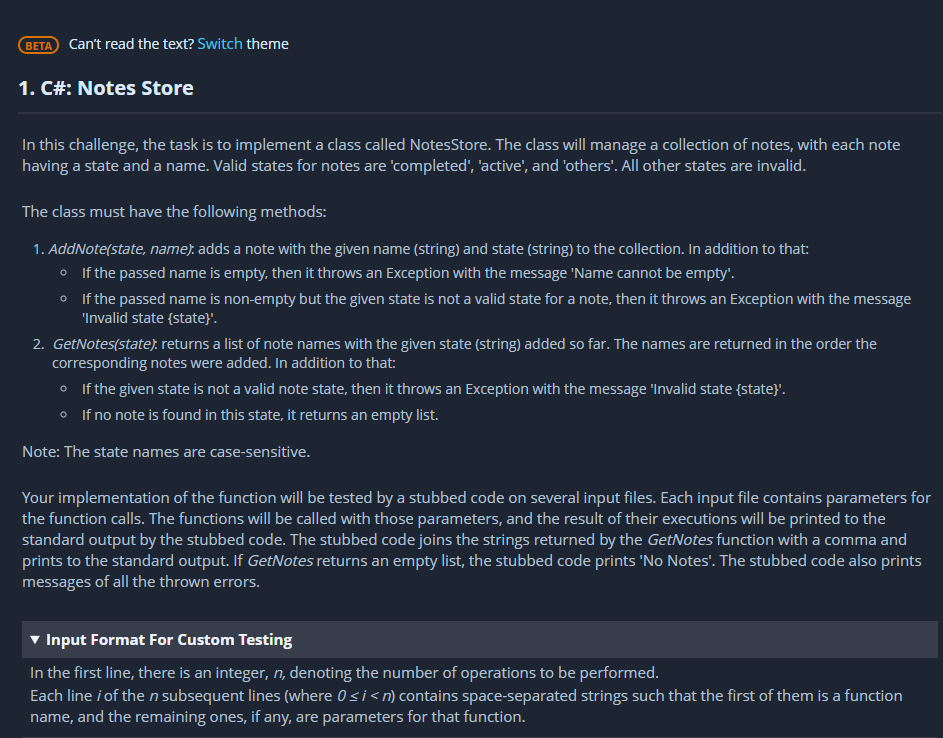 BETA Can't read the text? Switch theme
1. C#: Notes Store
In this challenge, the task is to implement a class called NotesStore. The class will manage a collection of notes, with each note
having a state and a name. Valid states for notes are 'completed', 'active', and 'others'. All other states are invalid.
The class must have the following methods:
1. AddNote(state, name): adds a note with the given name (string) and state (string) to the collection. In addition to that:
○ If the passed name is empty, then it throws an Exception with the message 'Name cannot be empty'.
○ If the passed name is non-empty but the given state is not a valid state for a note, then it throws an Exception with the message
'Invalid state {state}'.
2. GetNotes(state): returns a list of note names with the given state (string) added so far. The names are returned in the order the
corresponding notes were added. In addition to that:
○ If the given state is not a valid note state, then it throws an Exception with the message 'Invalid state {state}'.
○ If no note is found in this state, it returns an empty list.
Note: The state names are case-sensitive.
Your implementation of the function will be tested by a stubbed code on several input files. Each input file contains parameters for
the function calls. The functions will be called with those parameters, and the result of their executions will be printed to the
standard output by the stubbed code. The stubbed code joins the strings returned by the GetNotes function with a comma and
prints to the standard output. If GetNotes returns an empty list, the stubbed code prints 'No Notes'. The stubbed code also prints
messages of all the thrown errors.
▼ Input Format For Custom Testing
In the first line, there is an integer, n, denoting the number of operations to be performed.
Each line i of the n subsequent lines (where 0 ≤ i < n) contains space-separated strings such that the first of them is a function
name, and the remaining ones, if any, are parameters for that function.